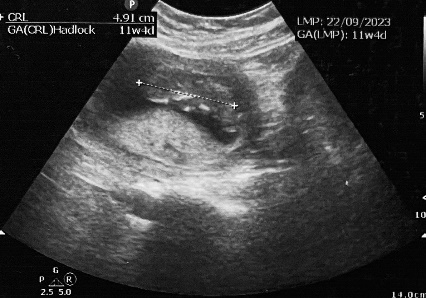 P
CRL 4.91 cm
GA(CRL)Hadlock 11w4d
LMP: 22/09/2023
GA(LMP): 11w4d
5
10
G
P R
2.5 5.0
14.0cm